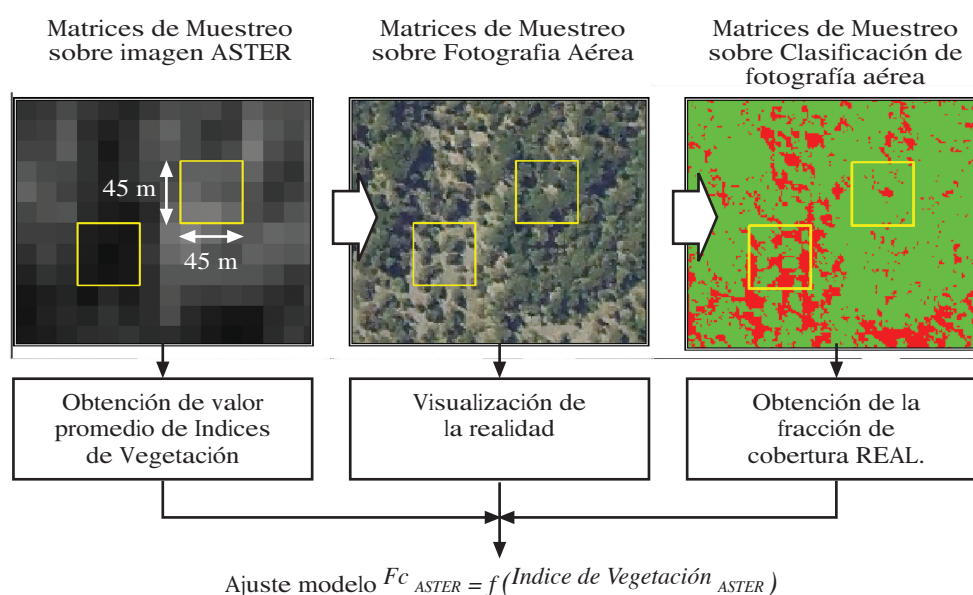 Matrices de Muestreo
sobre imagen ASTER
Matrices de Muestreo
sobre Fotografia Aérea
Matrices de Muestreo
sobre Clasificación de
fotografía aérea
45 m
45 m
Obtención de valor
promedio de Indices
de Vegetación
Visualización de
la realidad
Obtención de la
fracción de
cobertura REAL.
Ajuste modelo Fc ASTER = f (Indice de Vegetación ASTER)